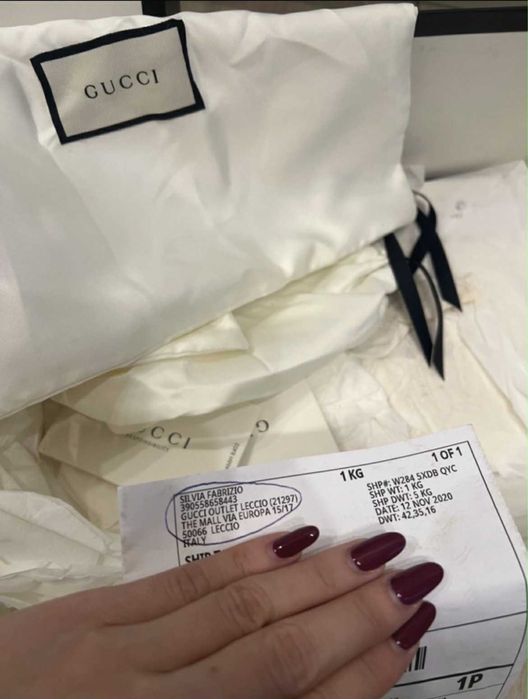 GUCCI
GUCCI
1 KG
1 OF 1
SILVIA FABRIZIO
390558658443
GUCCI OUTLET LECCIO (21297)
THE MALL VIA EUROPA 15/17
50066 LECCIO
ITALY
SHP#: W284 5XDB QYC
SHP WT: 1 KG
SHP DWT: 5 KG
DATE: 12 NOV 2020
DWT: 42,35,16
SHIP
1P